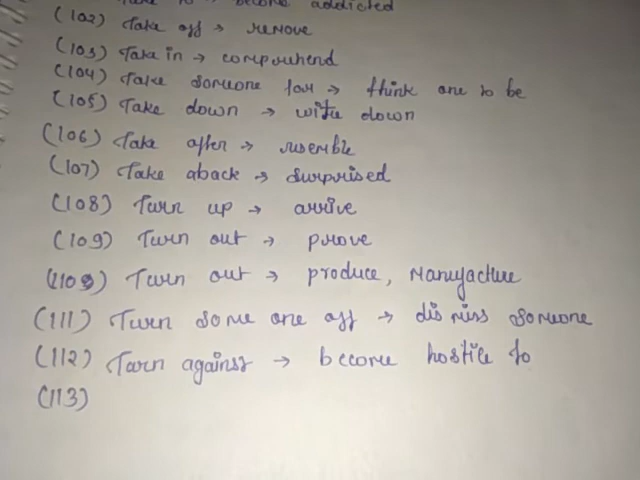 become addicted
(102) Take off → remove
(103) Take in → comprehend
(104) Take someone for → think one to be
(105) Take down → write down
(106) Take after → resemble
(107) Take aback → surprised
(108) Turn up → arrive
(109) Turn out → prove
(110) Turn out → produce, Manufacture
(111) Turn some one off → dismiss someone
(112) Turn against → become hostile to
(113)